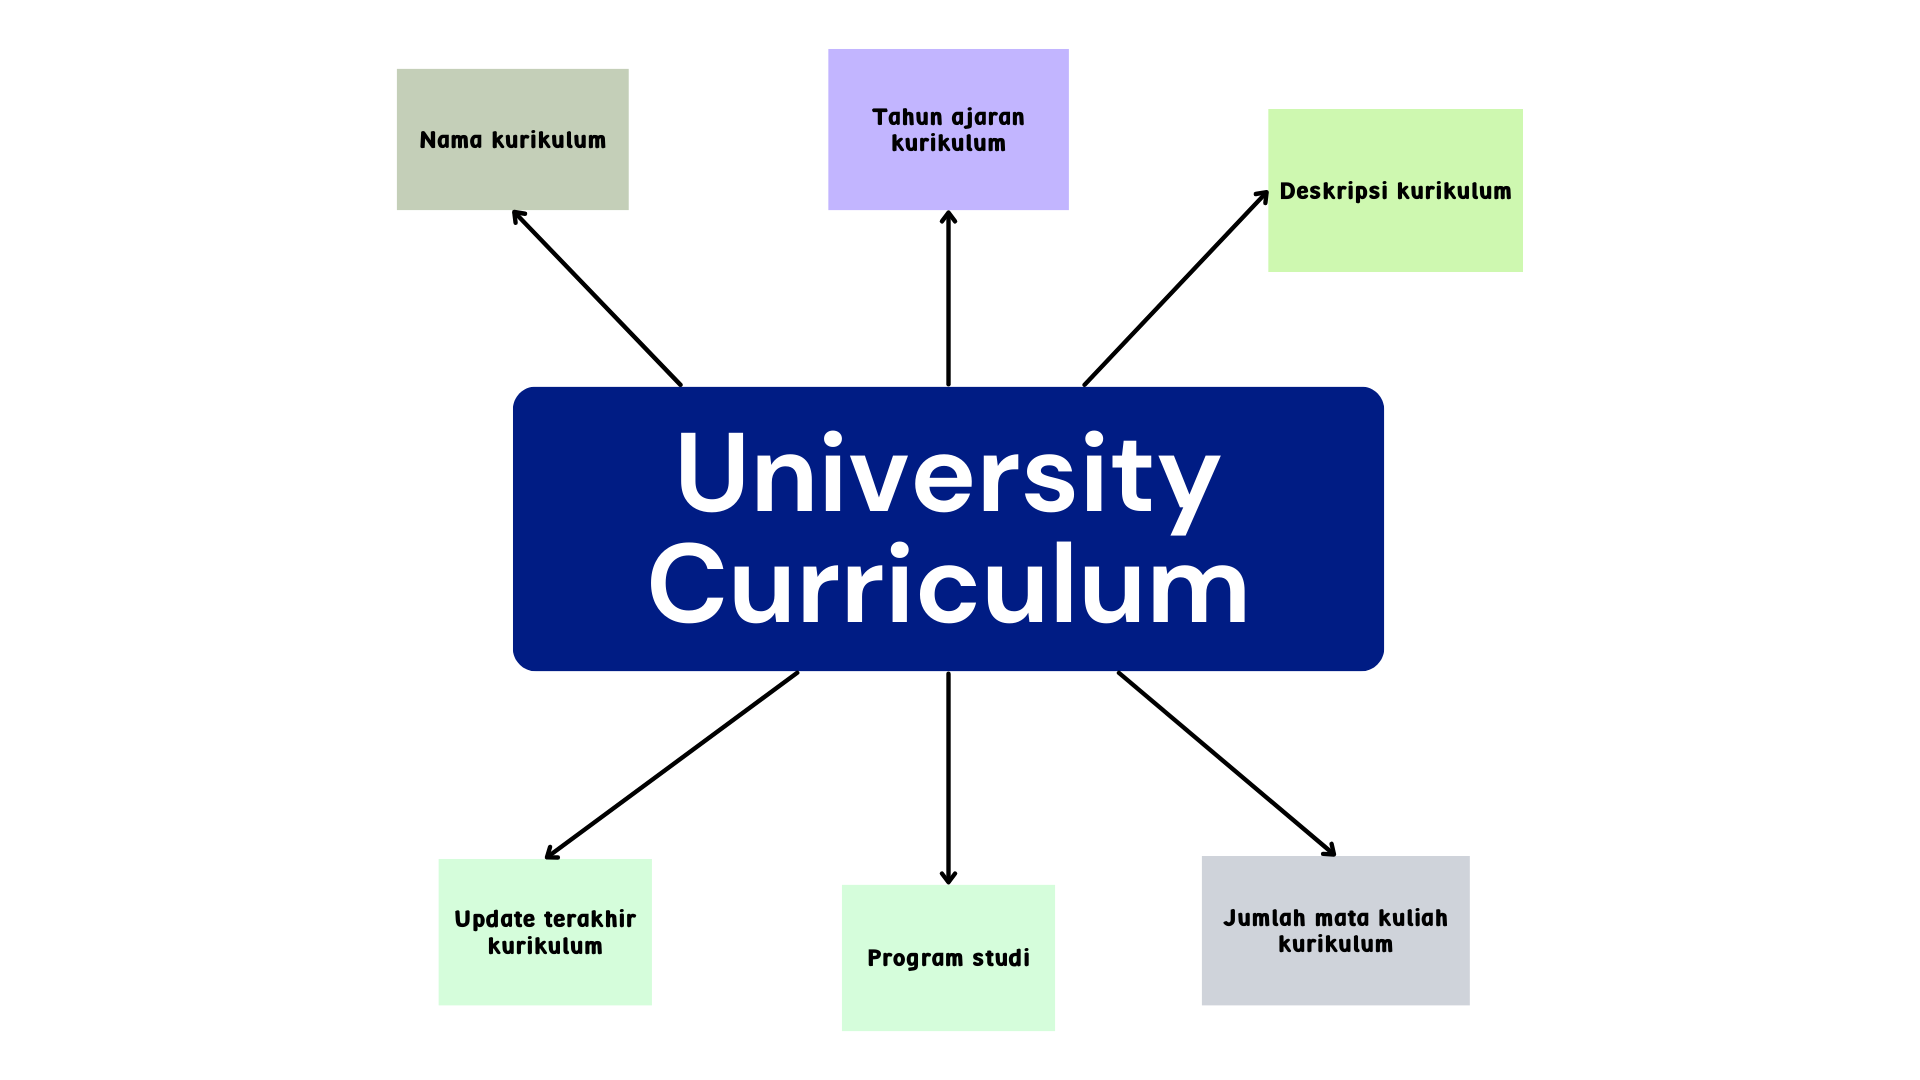 Nama kurikulum
Tahun ajaran
kurikulum
Deskripsi kurikulum
University
Curriculum
Update terakhir
kurikulum
Program studi
Jumlah mata kuliah
kurikulum